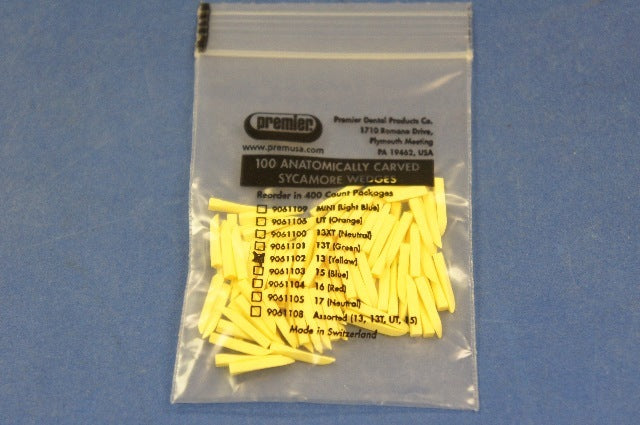 premier
Premier Dental Products Co.
1710 Romano Drive,
Plymouth Meeting
PA 19462, USA
www.premusa.com
100 ANATOMICALLY CARVED
SYCAMORE WEDGES
Reorder in 400 Count Packages
9061109 MINI (Light Blue)
9061106 UT (Orange)
9061100 13XT (Neutral)
9061101 13T (Green)
9061102 13 (Yellow)
9061103 15 (Blue)
9061104 16 (Red)
9061105 17 (Neutral)
9061108 Assorted (13, 13T, UT, 15)
Made in Switzerland